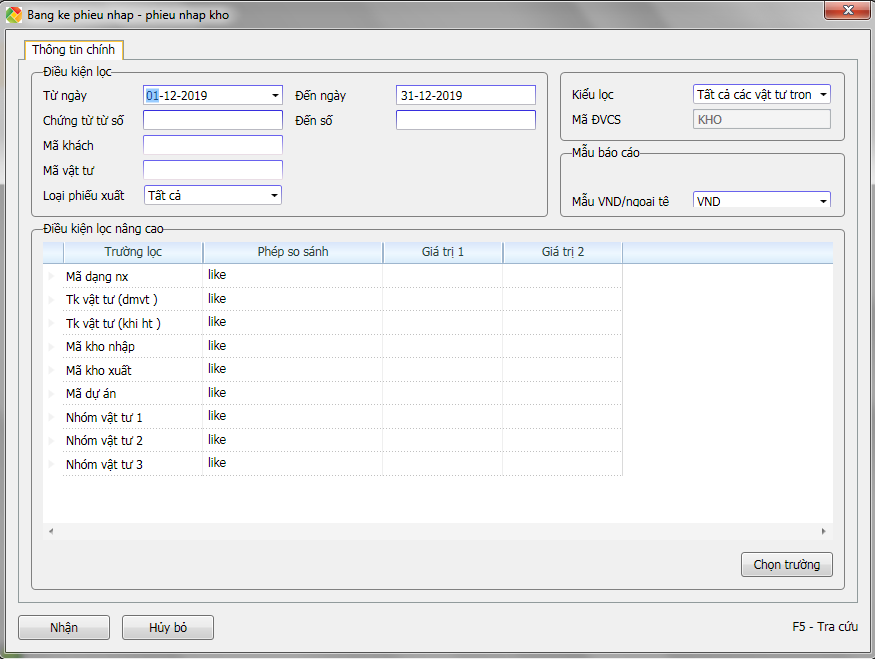 Bang ke phieu nhap - phieu nhap kho
Thông tin chính
Điều kiện lọc
Từ ngày 01-12-2019 Đến ngày 31-12-2019
Chứng từ từ số Đến số
Mã khách
Mã vật tư
Loại phiếu xuất Tất cả
Kiểu lọc Tất cả các vật tư tron
Mã ĐVCS KHO
Mẫu báo cáo
Mẫu VND/ngoại tê VND
Điều kiện lọc nâng cao
Trường lọc Phép so sánh Giá trị 1 Giá trị 2
Mã dạng nx like
Tk vật tư (dmvt ) like
Tk vật tư (khi ht ) like
Mã kho nhập like
Mã kho xuất like
Mã dự án like
Nhóm vật tư 1 like
Nhóm vật tư 2 like
Nhóm vật tư 3 like
Chọn trường
Nhận Hủy bỏ F5 - Tra cứu